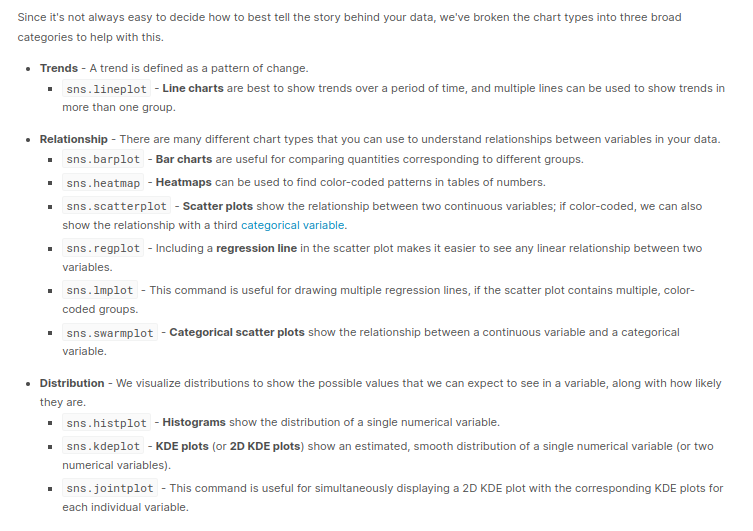 Since it's not always easy to decide how to best tell the story behind your data, we've broken the chart types into three broad
categories to help with this.
• Trends - A trend is defined as a pattern of change.
▪ sns.lineplot - Line charts are best to show trends over a period of time, and multiple lines can be used to show trends in
more than one group.
• Relationship - There are many different chart types that you can use to understand relationships between variables in your data.
▪ sns.barplot - Bar charts are useful for comparing quantities corresponding to different groups.
▪ sns.heatmap - Heatmaps can be used to find color-coded patterns in tables of numbers.
▪ sns.scatterplot - Scatter plots show the relationship between two continuous variables; if color-coded, we can also
show the relationship with a third categorical variable.
▪ sns.regplot - Including a regression line in the scatter plot makes it easier to see any linear relationship between two
variables.
▪ sns.lmplot - This command is useful for drawing multiple regression lines, if the scatter plot contains multiple, color-
coded groups.
▪ sns.swarmplot - Categorical scatter plots show the relationship between a continuous variable and a categorical
variable.
• Distribution - We visualize distributions to show the possible values that we can expect to see in a variable, along with how likely
they are.
▪ sns.histplot - Histograms show the distribution of a single numerical variable.
▪ sns.kdeplot - KDE plots (or 2D KDE plots) show an estimated, smooth distribution of a single numerical variable (or two
numerical variables).
▪ sns.jointplot - This command is useful for simultaneously displaying a 2D KDE plot with the corresponding KDE plots for
each individual variable.